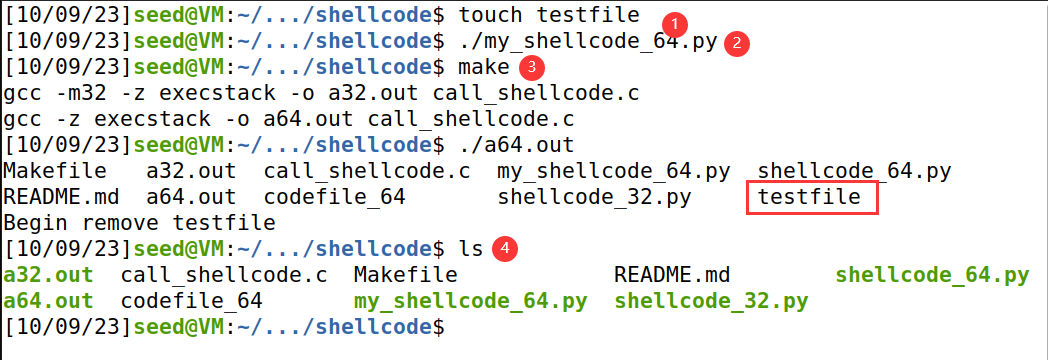 [10/09/23]seed@VM:~/.../shellcode$ touch testfile 1
[10/09/23]seed@VM:~/.../shellcode$ ./my_shellcode_64.py 2
[10/09/23]seed@VM:~/.../shellcode$ make 3
gcc -m32 -z execstack -o a32.out call_shellcode.c
gcc -z execstack -o a64.out call_shellcode.c
[10/09/23]seed@VM:~/.../shellcode$ ./a64.out
Makefile   a32.out  call_shellcode.c  my_shellcode_64.py  shellcode_64.py
README.md  a64.out  codefile_64       shellcode_32.py     testfile
Begin remove testfile
[10/09/23]seed@VM:~/.../shellcode$ ls 4
a32.out  call_shellcode.c  Makefile            README.md        shellcode_64.py
a64.out  codefile_64       my_shellcode_64.py  shellcode_32.py
[10/09/23]seed@VM:~/.../shellcode$